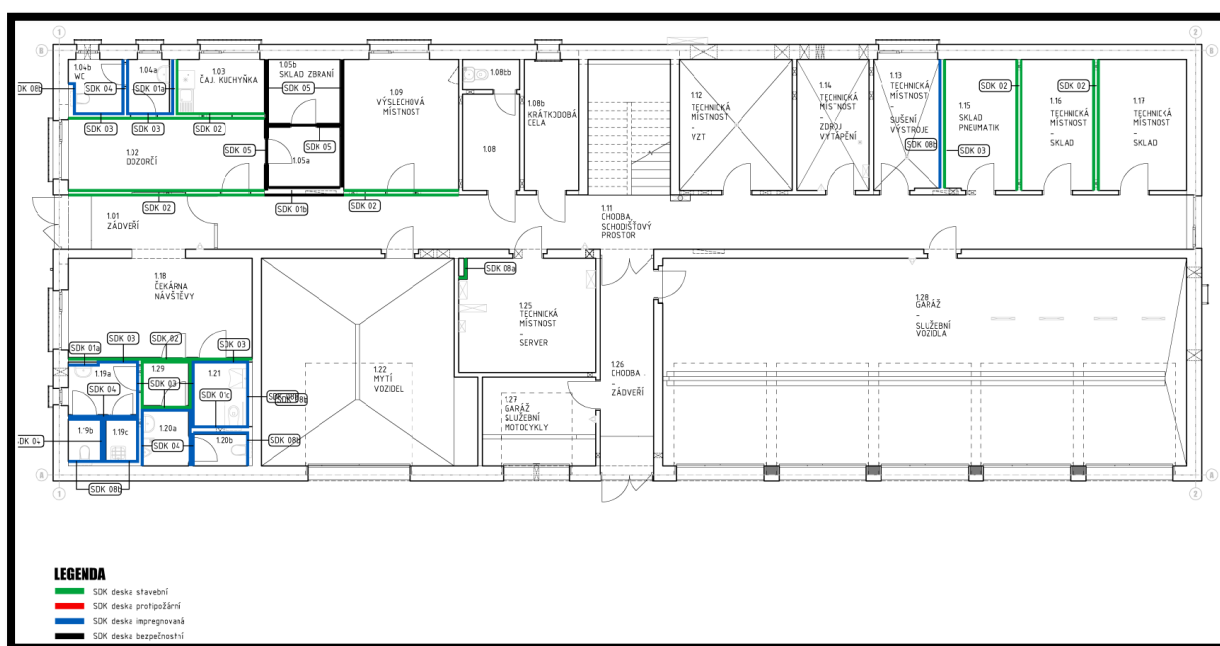 1
2
B
B
1.04b
WC
SDK 04
1.04a
SDK 01a
1.03
ČAJ. KUCHYŇKA
1.05b
SKLAD ZBRANÍ
SDK 05
1.09
VÝSLECHOVÁ
MÍSTNOST
1.08bb
1.08b
KRÁTKODOBÁ
CELA
1.12
TECHNICKÁ
MÍSTNOST
-
VZT
1.14
TECHNICKÁ
MÍSTNOST
-
ZDROJ
VYTÁPĚNÍ
1.13
TECHNICKÁ
MÍSTNOST
-
SUŠENÍ
VÝSTROJE
SDK 08b
SDK 02
1.15
SKLAD
PNEUMATIK
SDK 03
SDK 02
1.16
TECHNICKÁ
MÍSTNOST
-
SKLAD
1.17
TECHNICKÁ
MÍSTNOST
-
SKLAD
SDK 08b
SDK 03
SDK 03
SDK 02
SDK 05
SDK 05
1.02
DOZORČÍ
1.05a
1.08
SDK 02
SDK 01b
SDK 02
1.01
ZÁDVEŘÍ
1.11
CHODBA,
SCHODIŠŤOVÝ
PROSTOR
1.18
ČEKÁRNA
NÁVŠTĚVY
SDK 08a
1.25
TECHNICKÁ
MÍSTNOST
-
SERVER
1.28
GARÁŽ
-
SLUŽEBNÍ
VOZIDLA
SDK 01a
SDK 03
SDK 02
SDK 03
1.19a
SDK 04
1.29
SDK 03
1.21
SDK 01c
SDK 08b
1.22
MYTÍ
VOZIDEL
1.26
CHODBA
-
ZÁDVEŘÍ
1.27
GARÁŽ
SLUŽEBNÍ
MOTOCYKLY
SDK 04
1.19b
1.19c
1.20a
SDK 04
1.20b
SDK 08b
SDK 08b
A
A
1
2
LEGENDA
SDK deska stavební
SDK deska protipožární
SDK deska impregnovaná
SDK deska bezpečnostní